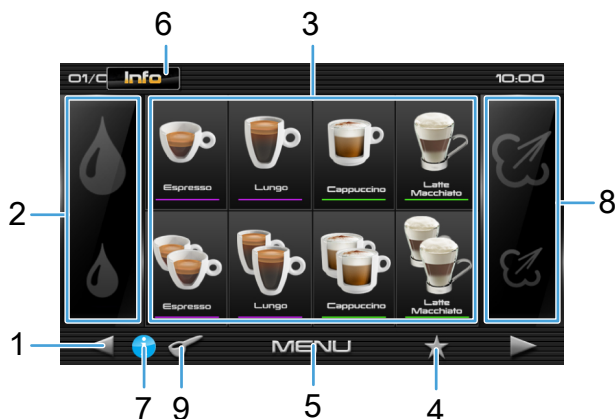 6
3
01/0
Info
10:00
Espresso
Lungo
Cappuccino
Latte
Macchiato
2
8
Espresso
Lungo
Cappuccino
Latte
Macchiato
1
i
MENU
7
9
5
4